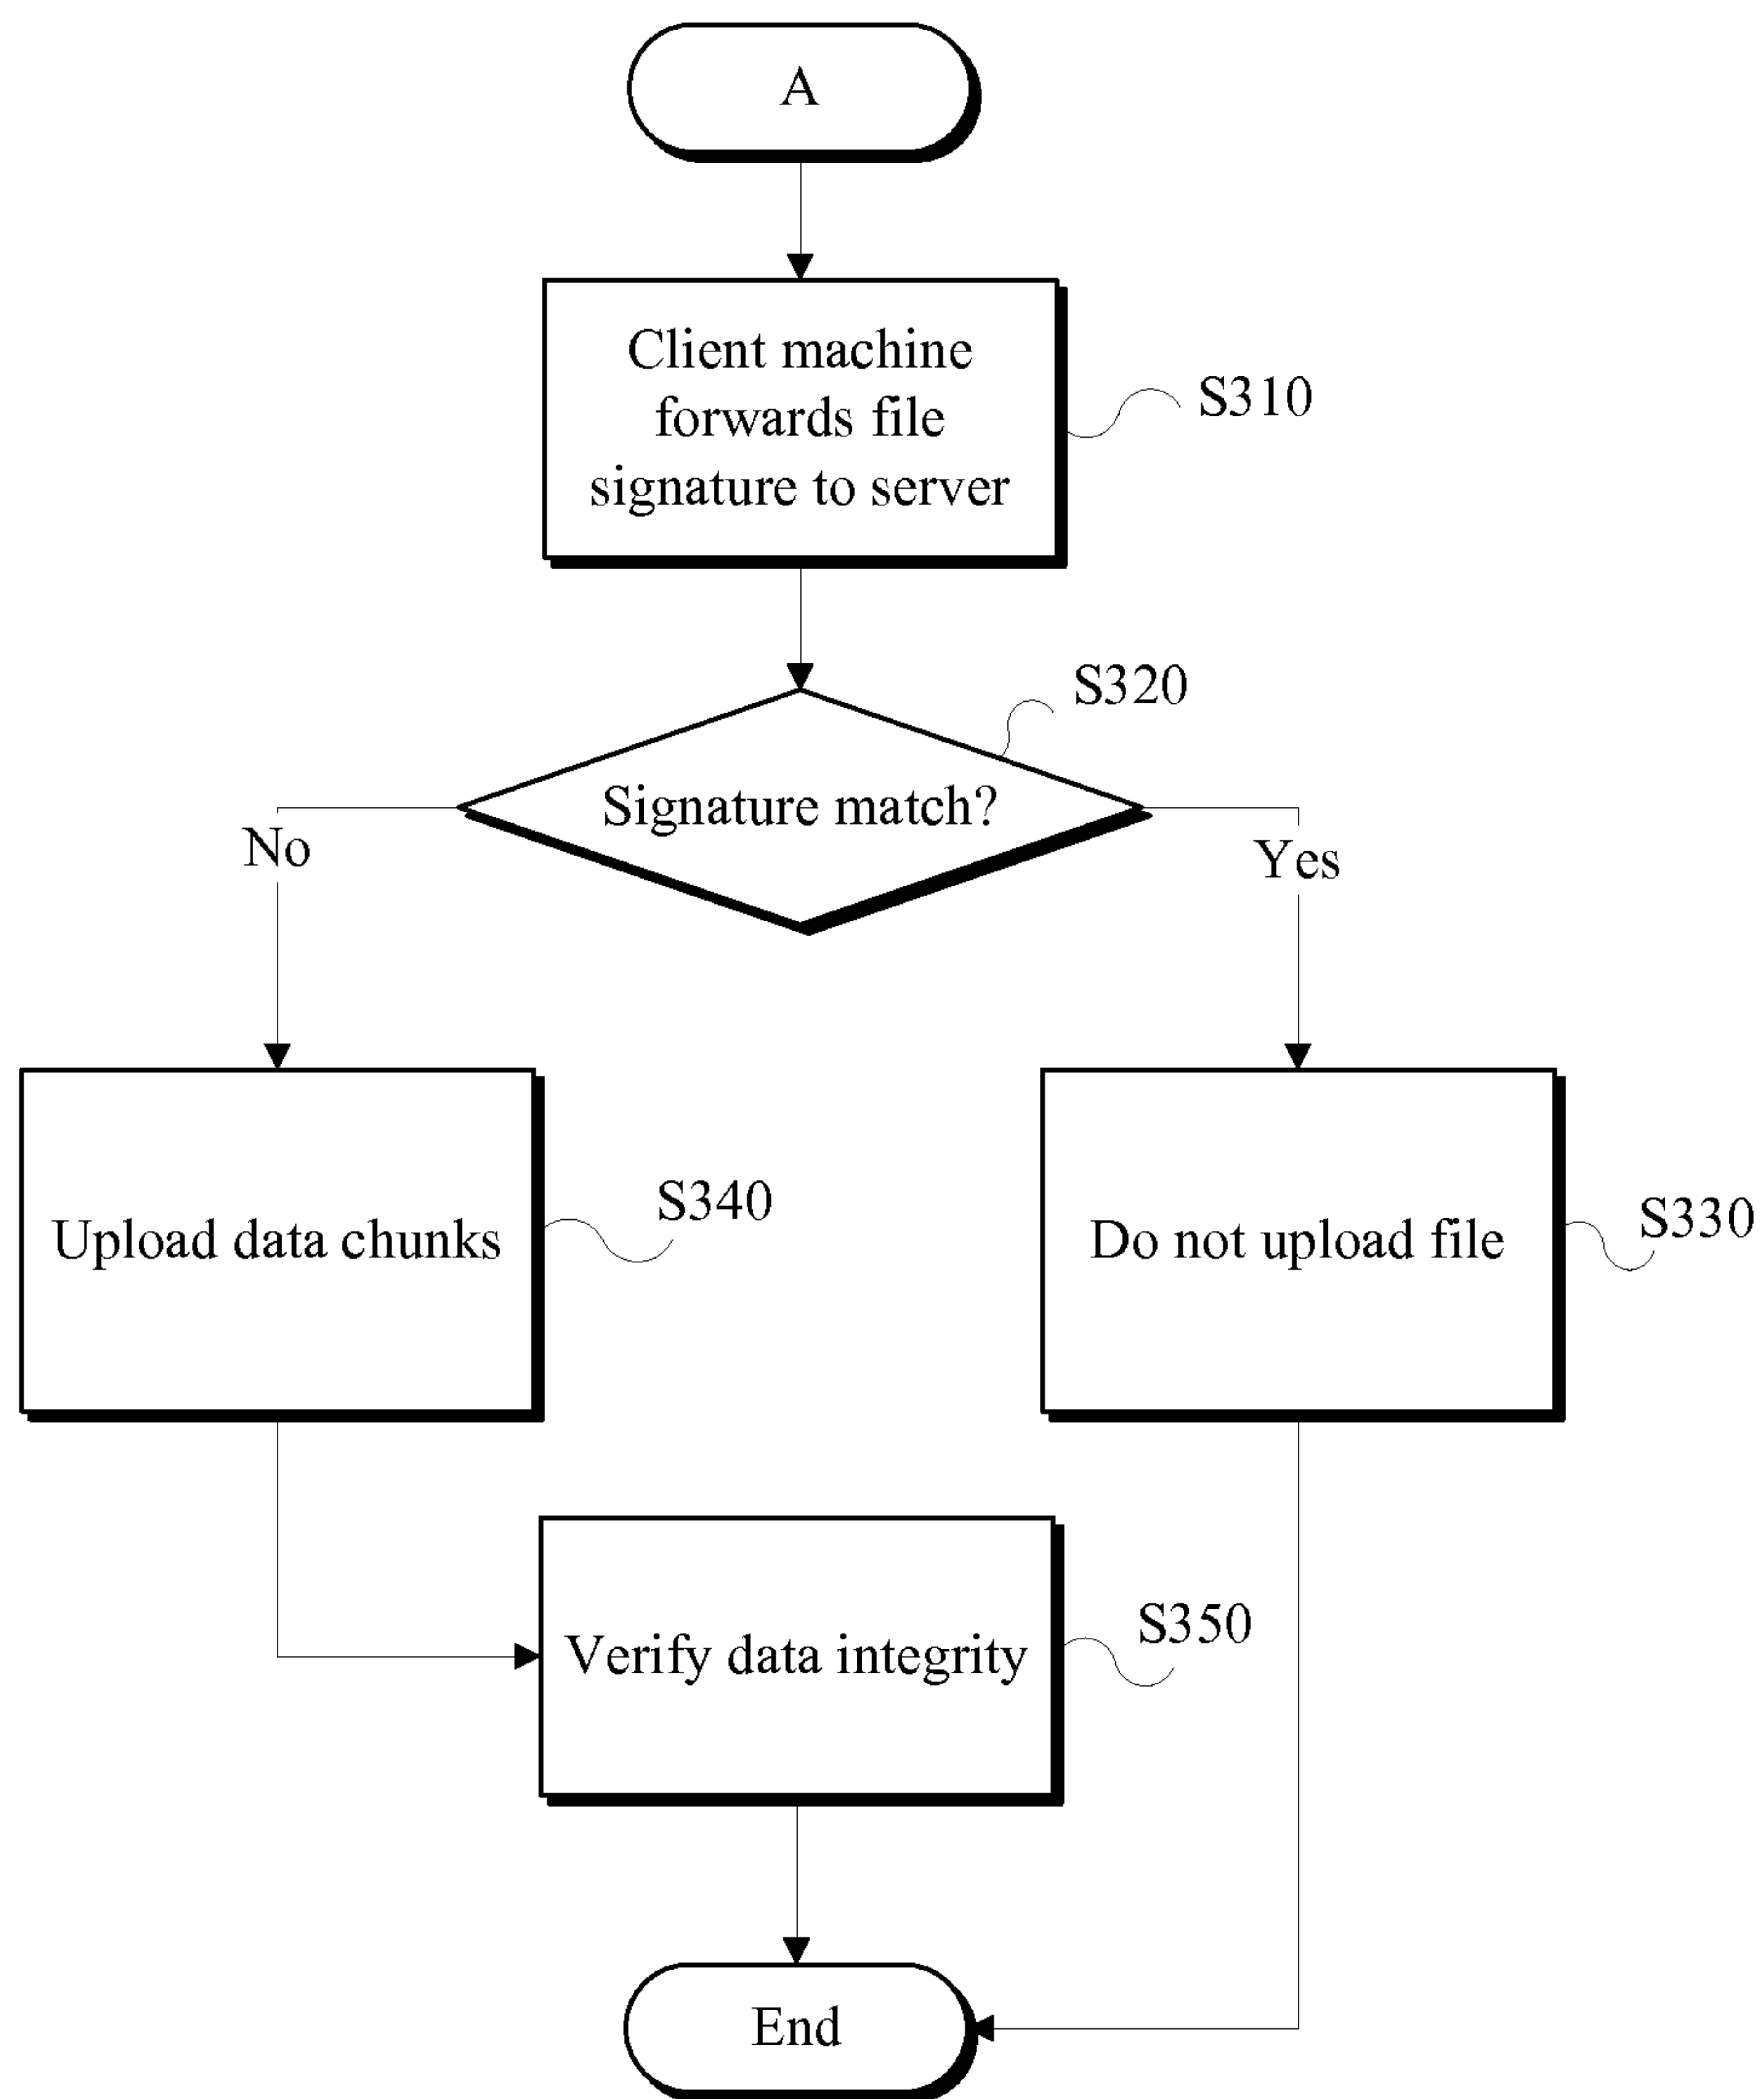 A
Client machine
forwards file
signature to server
S310
S320
Signature match?
No
Yes
Upload data chunks
S340
Do not upload file
S330
Verify data integrity
S350
End